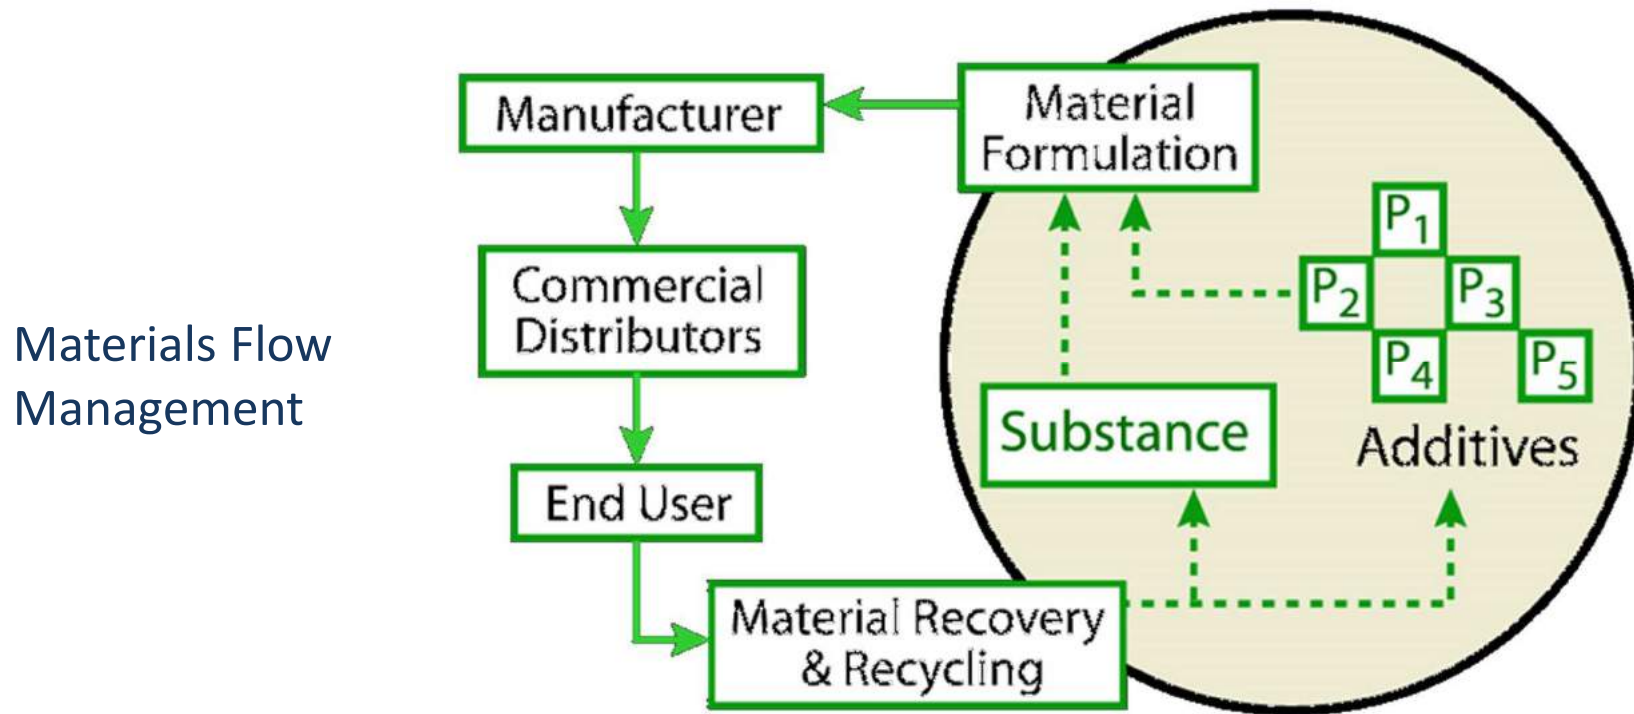 Materials Flow
Management
Manufacturer
Commercial
Distributors
End User
Material Recovery
& Recycling
Material
Formulation
Substance
P1
P2
P3
P4
P5
Additives